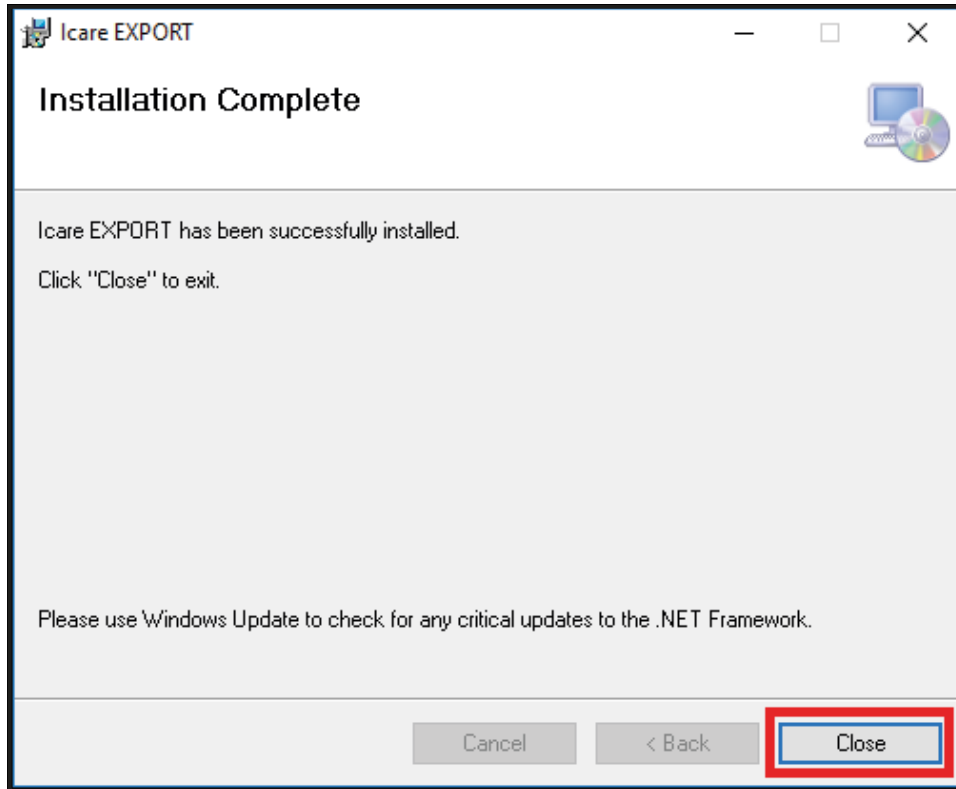 Icare EXPORT
Installation Complete
Icare EXPORT has been successfully installed.
Click "Close" to exit.
Please use Windows Update to check for any critical updates to the .NET Framework.
Cancel
< Back
Close